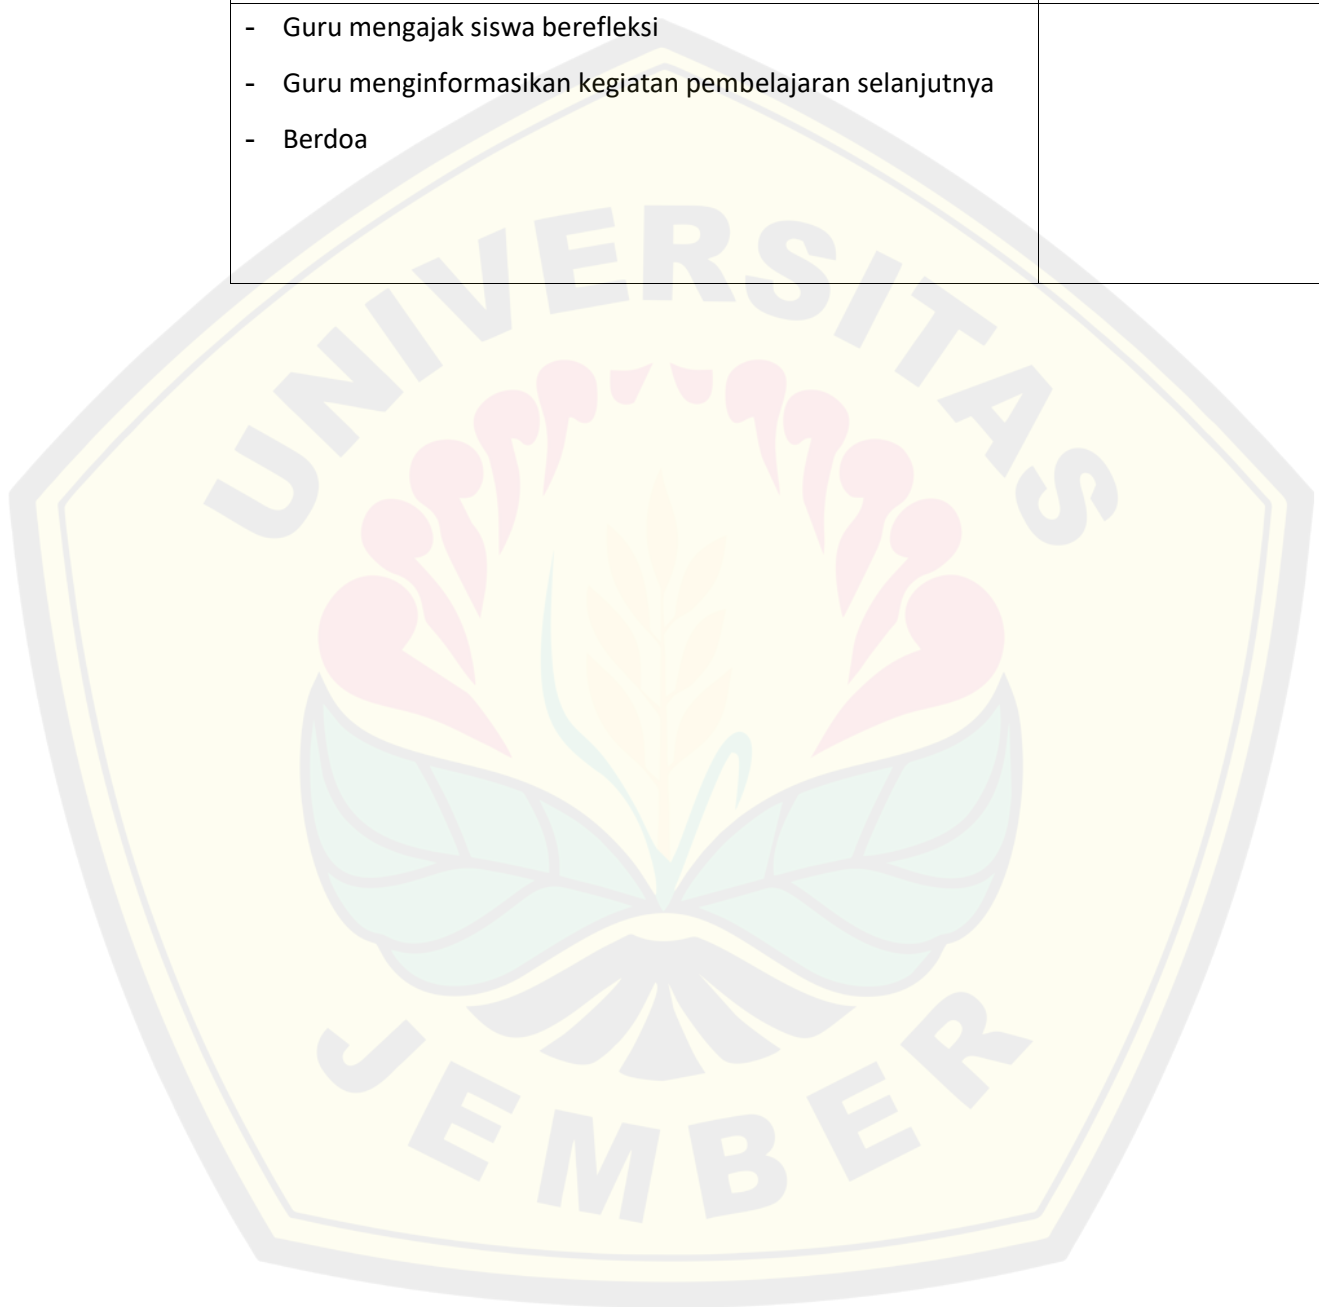 - Guru mengajak siswa berefleksi
- Guru menginformasikan kegiatan pembelajaran selanjutnya
- Berdoa
UNIVERSITAS
JEMBER